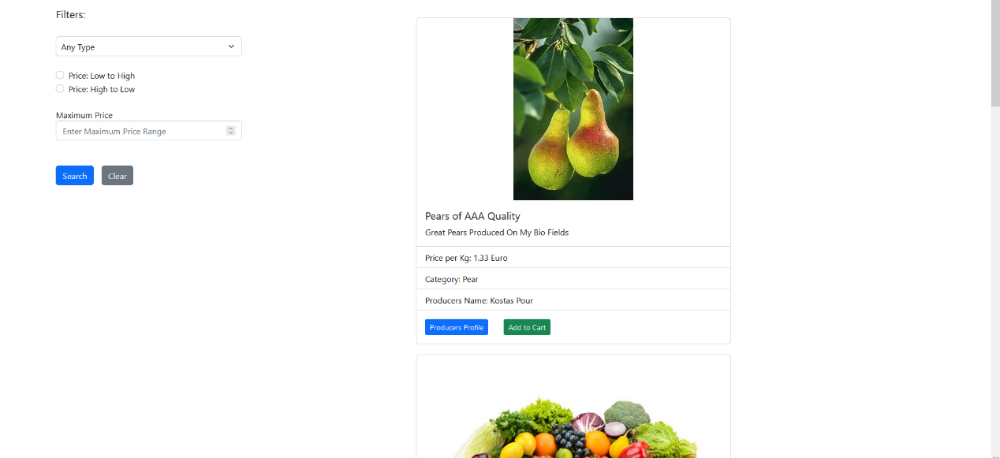 Filters:
Any Type
Price: Low to High
Price: High to Low
Maximum Price
Enter Maximum Price Range
Search Clear
Pears of AAA Quality
Great Pears Produced On My Bio Fields
Price per Kg: 1.33 Euro
Category: Pear
Producers Name: Kostas Pour
Producers Profile Add to Cart